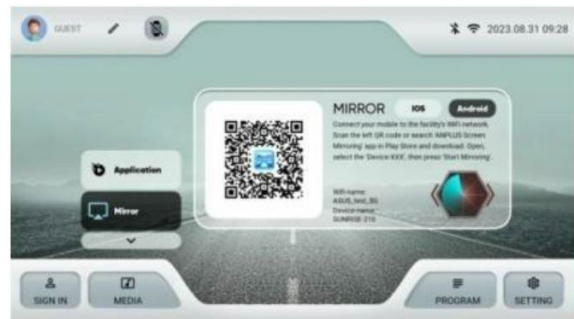 GUEST
2023.08.31 09:28
MIRROR
IOS
Android
Connect your mobile to the facility's WiFi network,
Scan the left QR code or search 'ANPLUS Screen
Mirroring' app in Play Store and download. Open,
select the 'Device-XXX', then press 'Start Mirroring'.
Wifi name:
ASUS_test_5G
Device name:
SUNRISE-210
Application
Mirror
SIGN IN
MEDIA
PROGRAM
SETTING